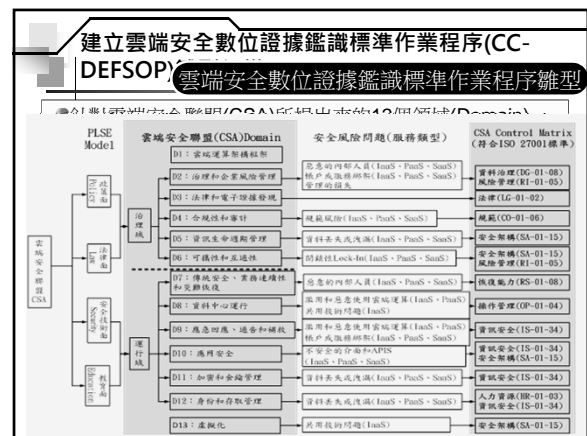 建立雲端安全數位證據鑑識標準作業程序(CC-
DEFSOP)
雲端安全數位證據鑑識標準作業程序雛型
PLSE
Model
雲端安全聯盟(CSA)Domain
安全風險問題(服務類型)
CSA Control Matrix
(符合ISO 27001標準)
雲端安全聯盟
CSA
政策面
Policy
法律面
Law
安全技術面
Security
教育面
Education
治理域
運行域
D1：雲端運算架構框架
D2：治理和企業風險管理
惡意的內部人員(IaaS、PaaS、SaaS)
帳戶或服務綁架(IaaS、PaaS、SaaS)
管理的損失
資料治理(DG-01-08)
風險管理(RI-01-05)
D3：法律和電子證據發現
法律(LG-01-02)
D4：合規性和審計
規範風險(IaaS、PaaS、SaaS)
規範(CO-01-06)
D5：資訊生命週期管理
資料丟失或洩漏(IaaS、PaaS、SaaS)
安全架構(SA-01-15)
D6：可攜性和互通性
閉鎖性Lock-In(IaaS、PaaS、SaaS)
安全架構(SA-01-15)
風險管理(RI-01-05)
D7：傳統安全、業務連續性
和災難恢復
惡意的內部人員(IaaS、PaaS、SaaS)
恢復能力(RS-01-08)
D8：資料中心運行
濫用和惡意使用雲端運算(IaaS、PaaS)
共用技術問題(IaaS)
操作管理(OP-01-04)
D9：應急回應、通告和補救
濫用和惡意使用雲端運算(IaaS、PaaS)
帳戶或服務綁架(IaaS、PaaS、SaaS)
資訊安全(IS-01-34)
D10：應用安全
不安全的介面和APIS
(IaaS、PaaS、SaaS)
資訊安全(IS-01-34)
安全架構(SA-01-15)
D11：加密和金鑰管理
資料丟失或洩漏(IaaS、PaaS、SaaS)
資訊安全(IS-01-34)
D12：身份和存取管理
資料丟失或洩漏(IaaS、PaaS、SaaS)
人力資源(HR-01-03)
資訊安全(IS-01-34)
D13：虛擬化
共用技術問題(IaaS)
安全架構(SA-01-15)